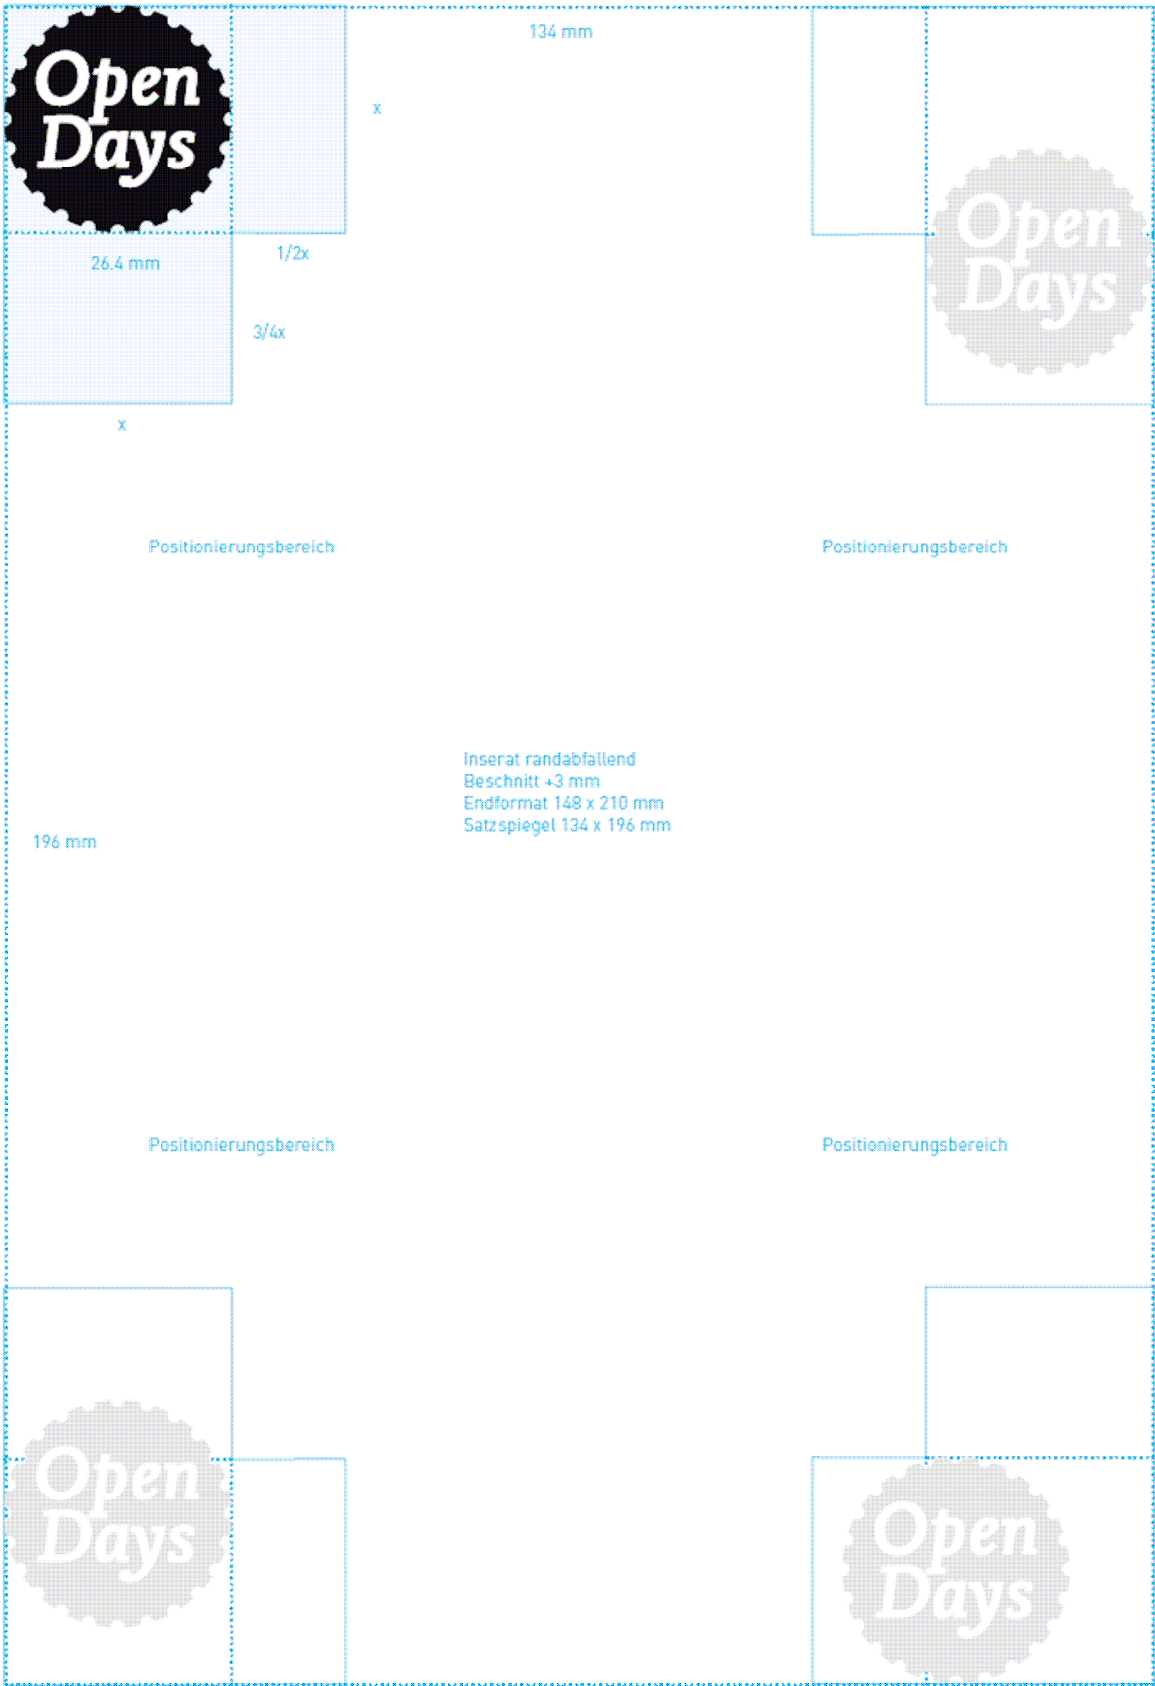 Open
Days
134 mm
x
1/2x
26.4 mm
3/4x
x
Open
Days
Positionierungsbereich
Positionierungsbereich
Inserat randabfallend
Beschnitt +3 mm
Endformat 148 x 210 mm
Satzspiegel 134 x 196 mm
196 mm
Positionierungsbereich
Positionierungsbereich
Open
Days
Open
Days